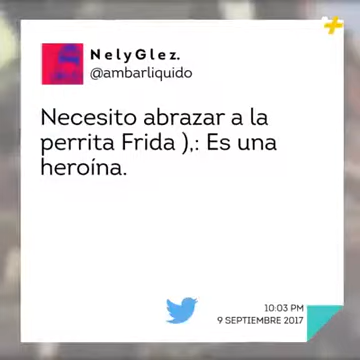 NelyGlez.
@ambarliquido
Necesito abrazar a la
perrita Frida ),: Es una
heroína.
10:03 PM
9 SEPTIEMBRE 2017